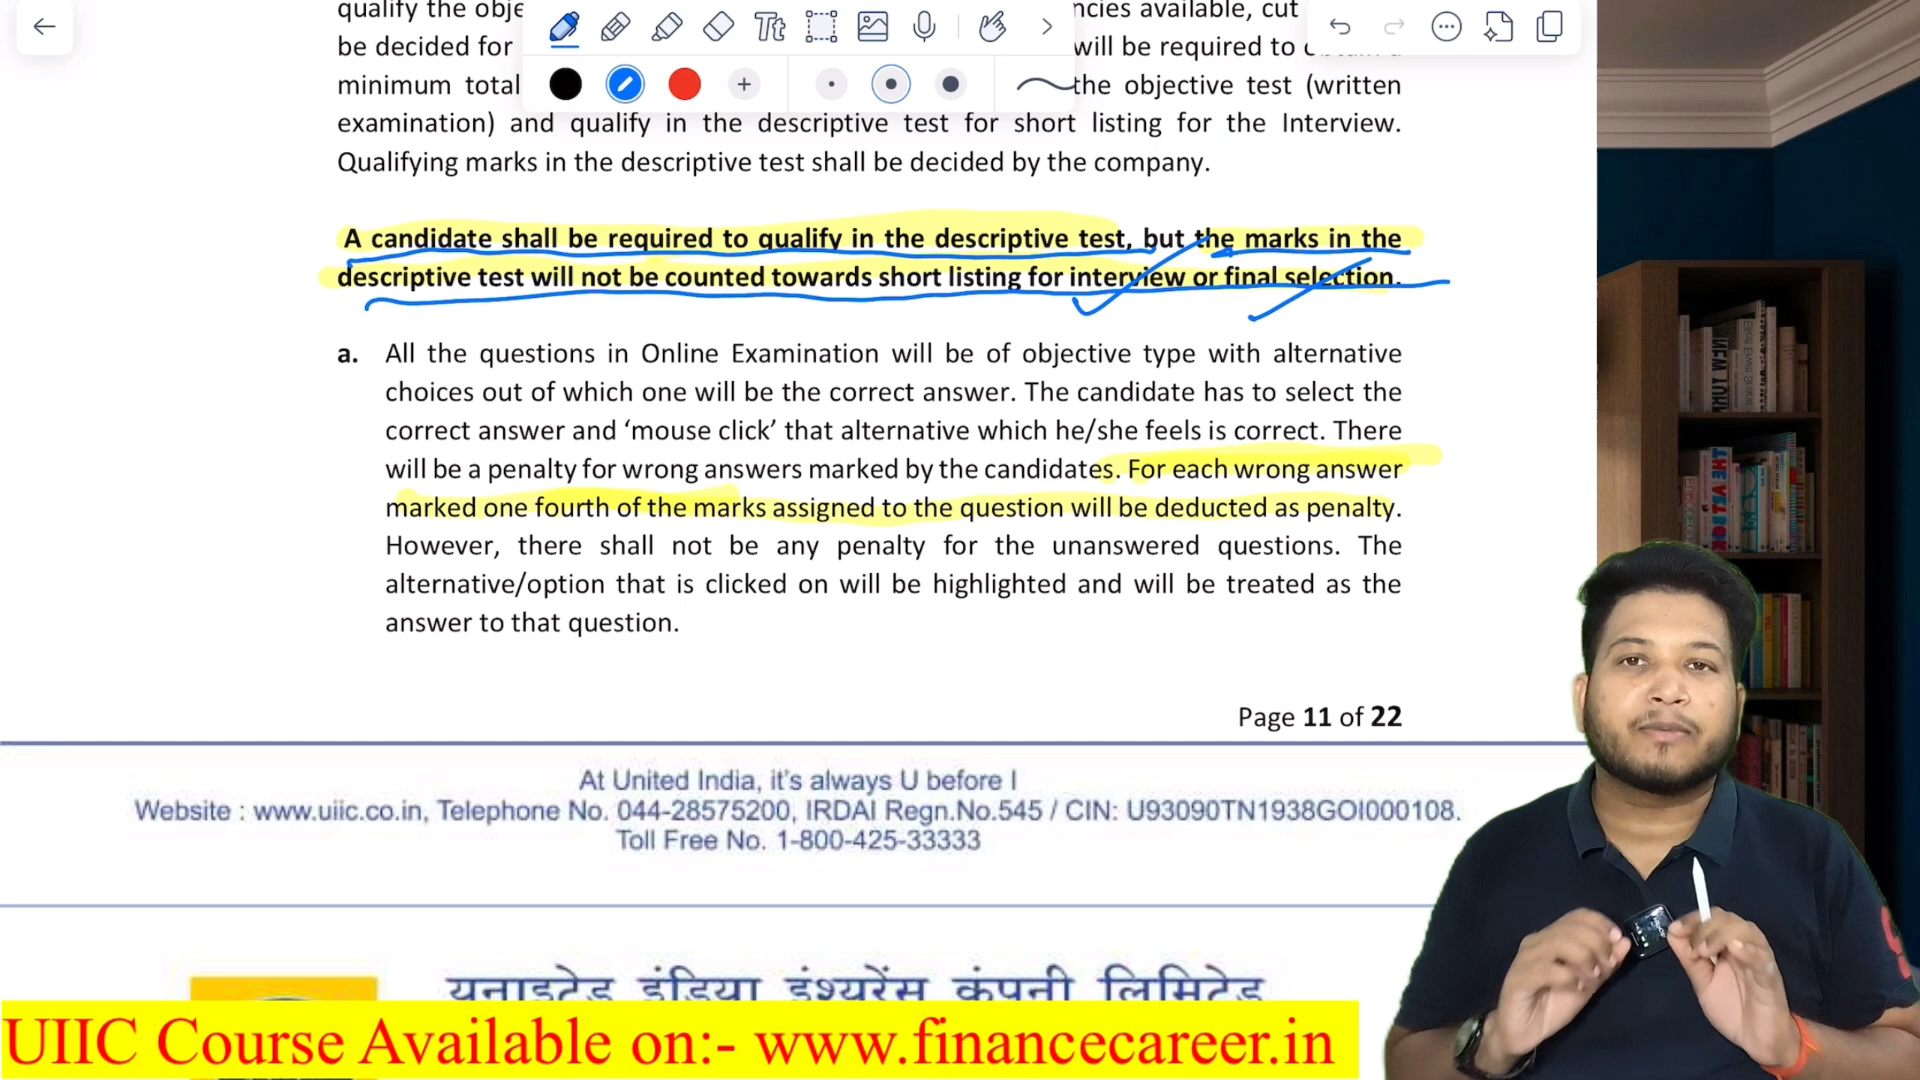 qualify the obje ncies available, cut
be decided for will be required to
minimum total the objective test (written
examination) and qualify in the descriptive test for short listing for the Interview.
Qualifying marks in the descriptive test shall be decided by the company.
A candidate shall be required to qualify in the descriptive test, but the marks in the
descriptive test will not be counted towards short listing for interview or final selection.
a. All the questions in Online Examination will be of objective type with alternative
choices out of which one will be the correct answer. The candidate has to select the
correct answer and ‘mouse click’ that alternative which he/she feels is correct. There
will be a penalty for wrong answers marked by the candidates. For each wrong answer
marked one fourth of the marks assigned to the question will be deducted as penalty.
However, there shall not be any penalty for the unanswered questions. The
alternative/option that is clicked on will be highlighted and will be treated as the
answer to that question.
Page 11 of 22
At United India, it's always U before I
Website : www.uiic.co.in, Telephone No. 044-28575200, IRDAI Regn.No.545 / CIN: U93090TN1938GOI000108.
Toll Free No. 1-800-425-33333
यूनाइटेड इंडिया इंश्योरेंस कंपनी लिमिटेड
UIIC Course Available on:- www.financecareer.in